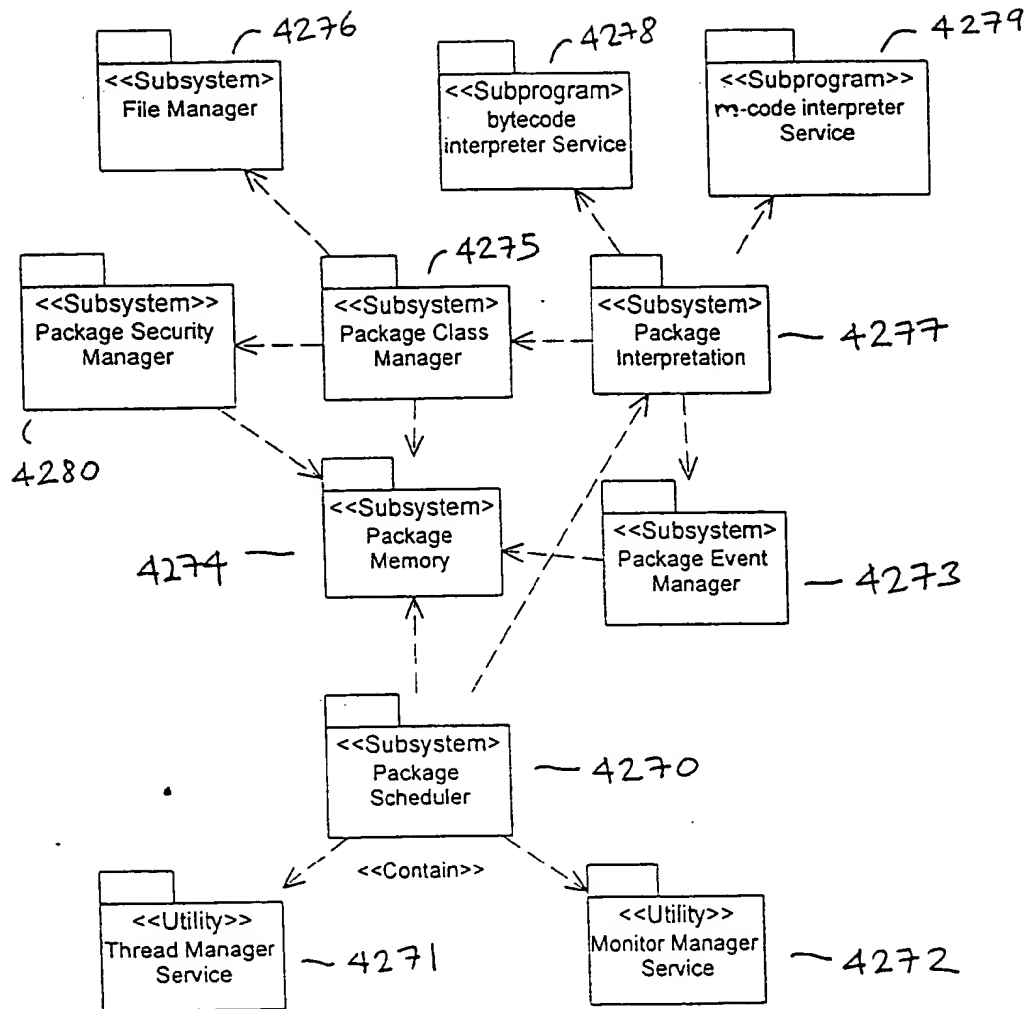 4276
4278
4279
<<Subsystem>
File Manager
<<Subprogram>
bytecode
interpreter Service
<<Subprogram>>
m-code interpreter
Service
4275
<<Subsystem>>
Package Security
Manager
<<Subsystem>
Package Class
Manager
<<Subsystem>
Package
Interpretation
4277
4280
<<Subsystem>
Package
Memory
4274
<<Subsystem>
Package Event
Manager
4273
<<Subsystem>
Package
Scheduler
4270
<<Contain>>
<<Utility>>
Thread Manager
Service
4271
<<Utility>>
Monitor Manager
Service
4272